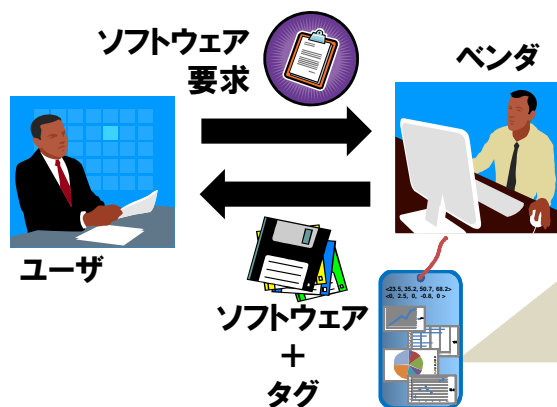 ソフトウェア
要求
ベンダ
ユーザ
<23.5, 35.2, 50.7, 68.2>
<0, 2.5, 0, -0.8, 0 >
ソフトウェア
+
タグ